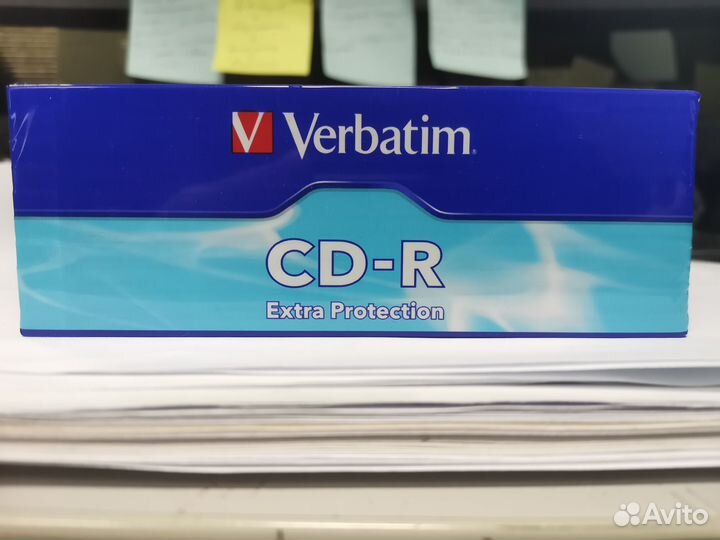 Verbatim
CD-R
Extra Protection
Avito